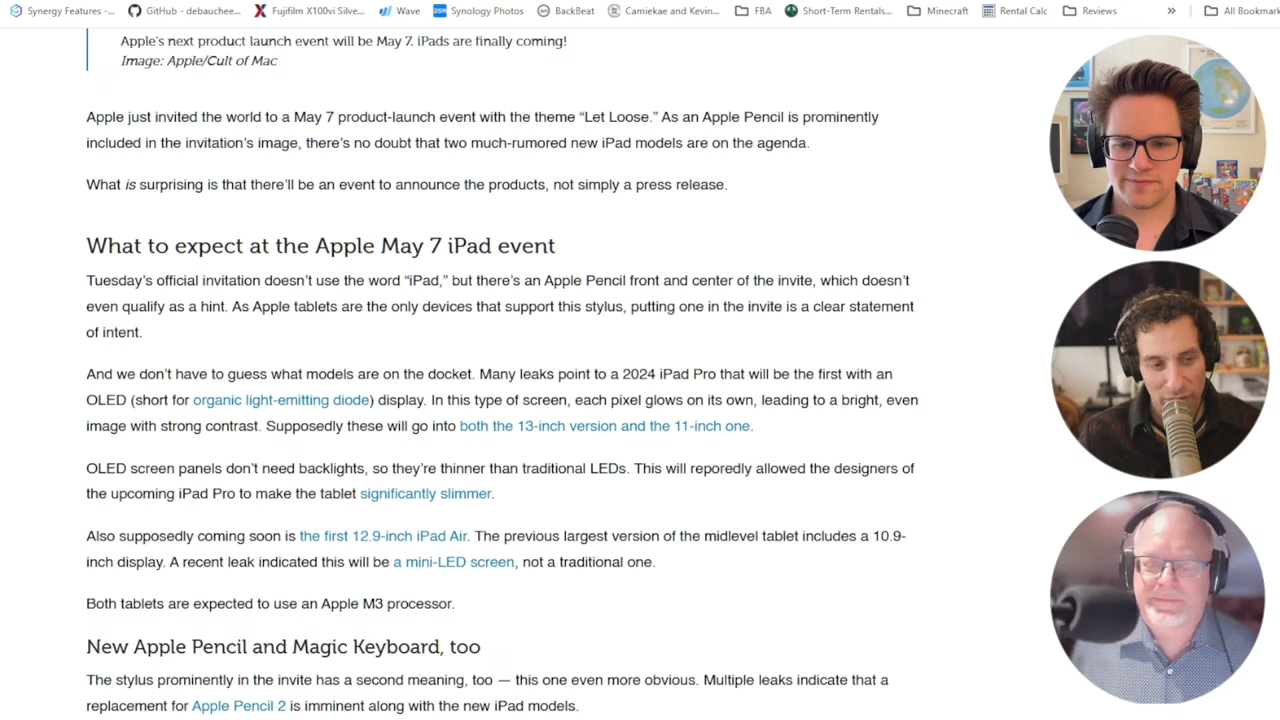 Synergy Features -...
GitHub - debauchee...
Fujifilm X100vi Silve...
Wave
Synology Photos
BackBeat
Camiekae and Kevin...
FBA
Short-Term Rentals...
Minecraft
Rental Calc
Reviews
»
All Bookmar
Apple's next product launch event will be May 7. iPads are finally coming!
Image: Apple/Cult of Mac
Apple just invited the world to a May 7 product-launch event with the theme “Let Loose.” As an Apple Pencil is prominently
included in the invitation’s image, there’s no doubt that two much-rumored new iPad models are on the agenda.
What is surprising is that there’ll be an event to announce the products, not simply a press release.
What to expect at the Apple May 7 iPad event
Tuesday’s official invitation doesn’t use the word “iPad,” but there’s an Apple Pencil front and center of the invite, which doesn’t
even qualify as a hint. As Apple tablets are the only devices that support this stylus, putting one in the invite is a clear statement
of intent.
And we don’t have to guess what models are on the docket. Many leaks point to a 2024 iPad Pro that will be the first with an
OLED (short for organic light-emitting diode) display. In this type of screen, each pixel glows on its own, leading to a bright, even
image with strong contrast. Supposedly these will go into both the 13-inch version and the 11-inch one.
OLED screen panels don’t need backlights, so they’re thinner than traditional LEDs. This will reporedly allowed the designers of
the upcoming iPad Pro to make the tablet significantly slimmer.
Also supposedly coming soon is the first 12.9-inch iPad Air. The previous largest version of the midlevel tablet includes a 10.9-
inch display. A recent leak indicated this will be a mini-LED screen, not a traditional one.
Both tablets are expected to use an Apple M3 processor.
New Apple Pencil and Magic Keyboard, too
The stylus prominently in the invite has a second meaning, too — this one even more obvious. Multiple leaks indicate that a
replacement for Apple Pencil 2 is imminent along with the new iPad models.